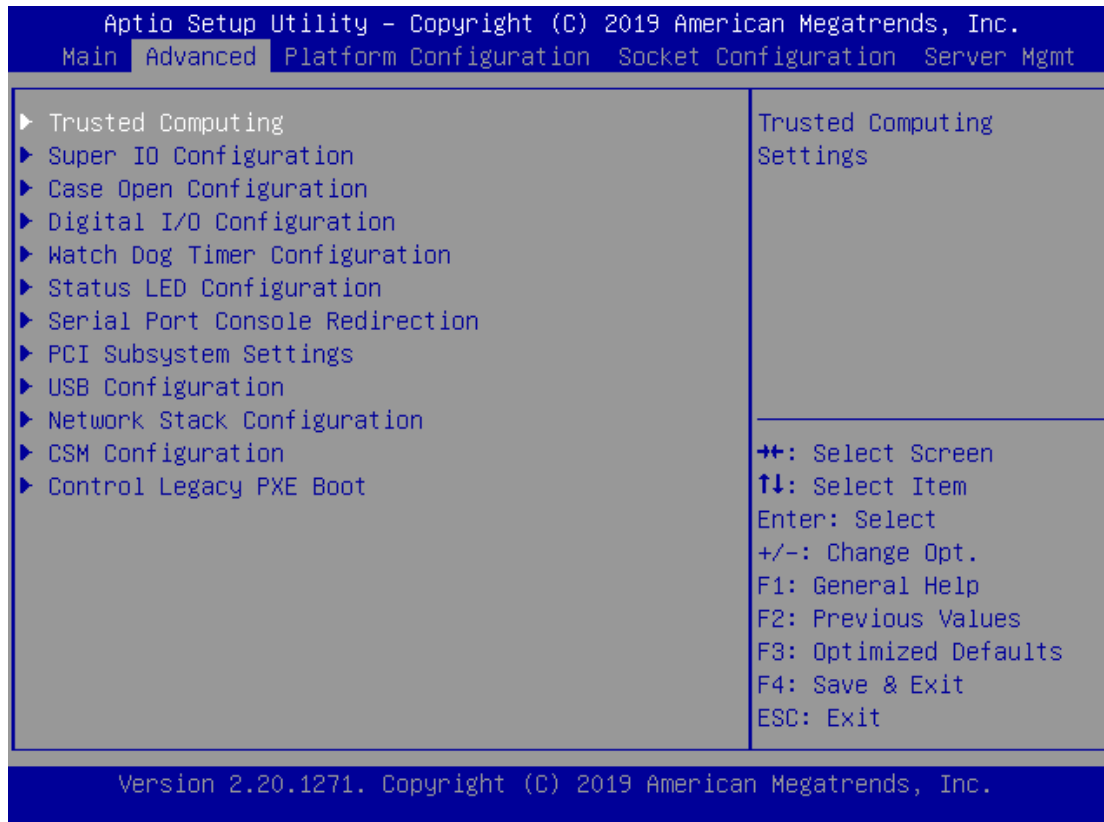 Aptio Setup Utility – Copyright (C) 2019 American Megatrends, Inc.
Main Advanced Platform Configuration Socket Configuration Server Mgmt
Trusted Computing
Super IO Configuration
Case Open Configuration
Digital I/O Configuration
Watch Dog Timer Configuration
Status LED Configuration
Serial Port Console Redirection
PCI Subsystem Settings
USB Configuration
Network Stack Configuration
CSM Configuration
Control Legacy PXE Boot
Trusted Computing
Settings
→←: Select Screen
↑↓: Select Item
Enter: Select
+/-: Change Opt.
F1: General Help
F2: Previous Values
F3: Optimized Defaults
F4: Save & Exit
ESC: Exit
Version 2.20.1271. Copyright (C) 2019 American Megatrends, Inc.